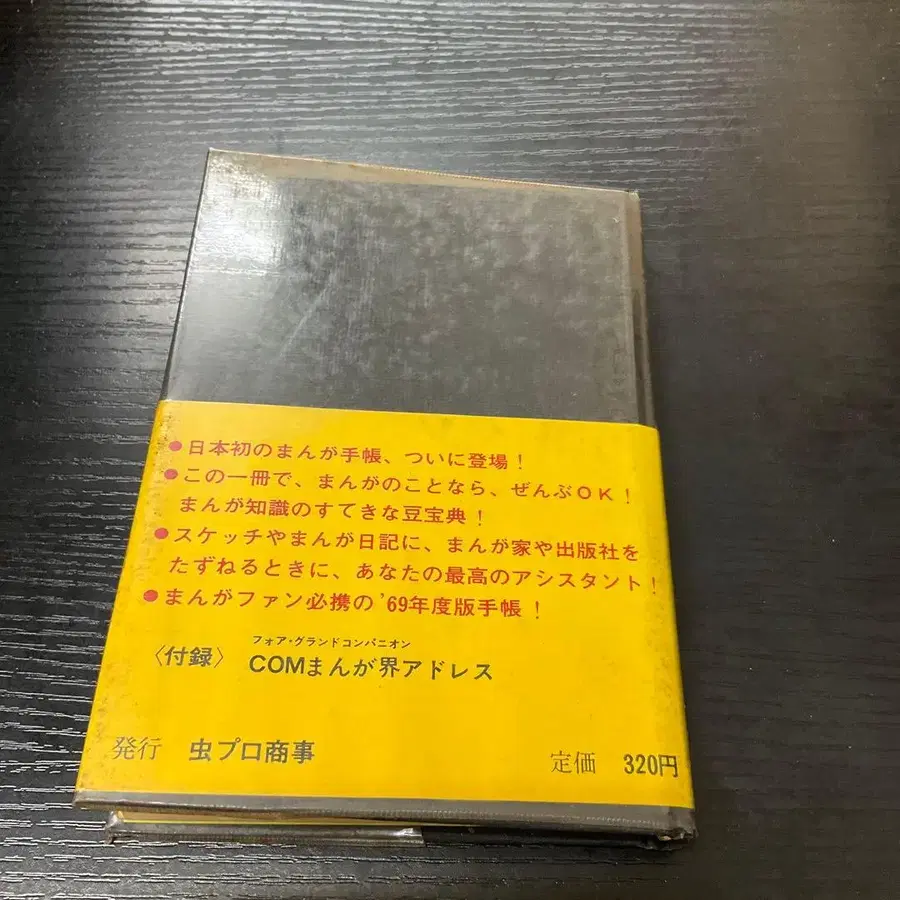 ●日本初のまんが手帳、ついに登場!
●この一冊で、まんがのことなら、ぜんぶOK!
まんが知識のすてきな豆宝典!
●スケッチやまんが日記に、まんが家や出版社を
たずねるときに、あなたの最高のアシスタント!
●まんがファン必携の'69年度版手帳!
フォア・グランドコンパニオン
〈付録〉 COMまんが界アドレス
発行 虫プロ商事 定価 320円